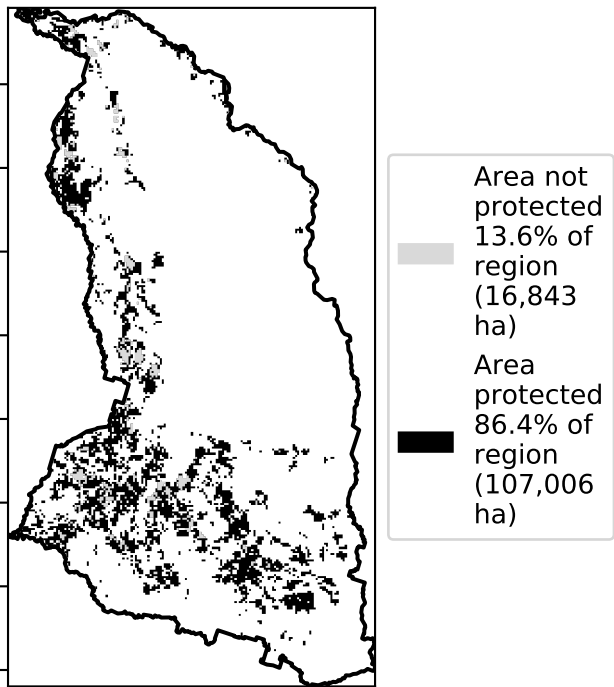 Area not
protected
13.6% of
region
(16,843
ha)
Area
protected
86.4% of
region
(107,006
ha)